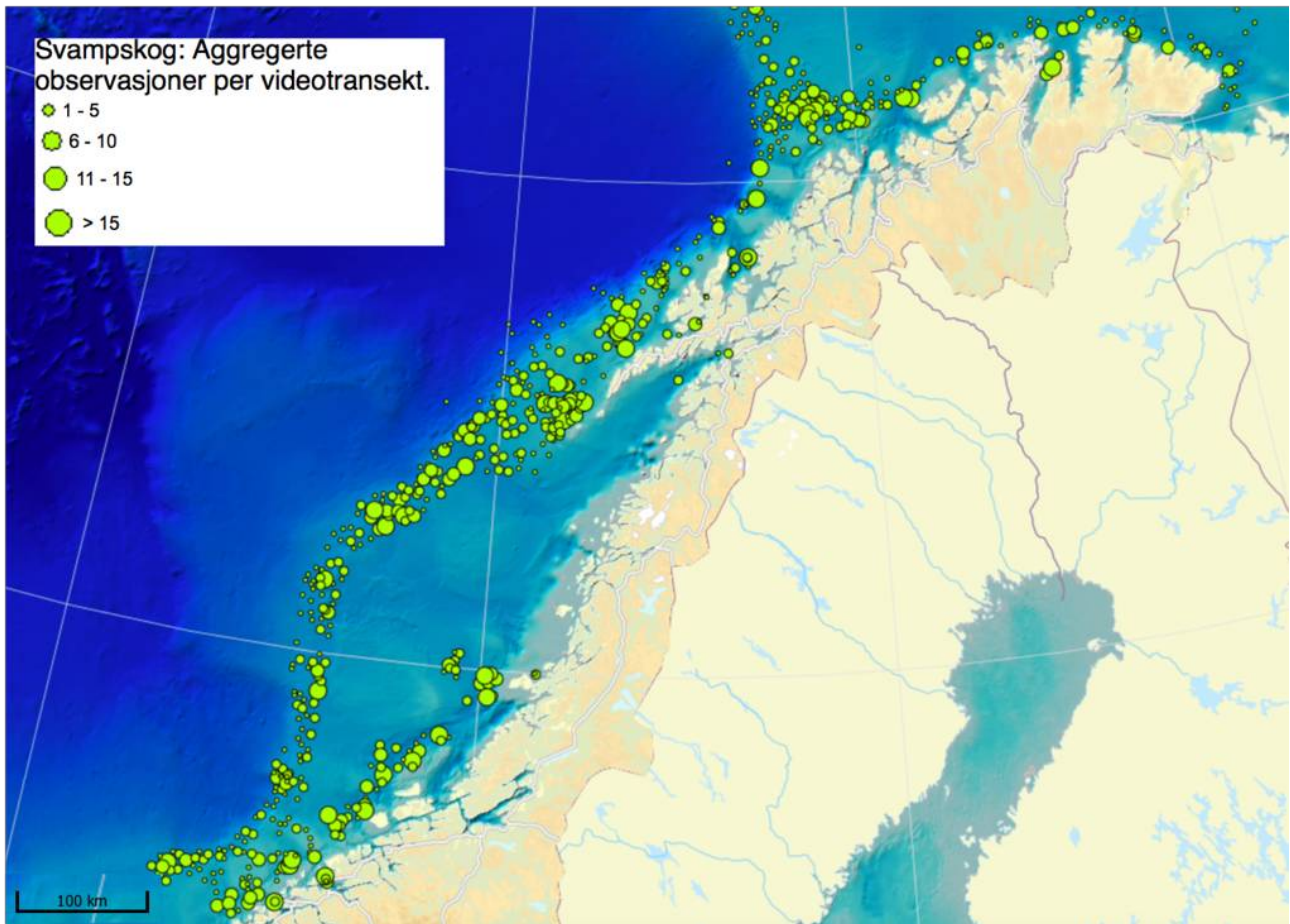 Svampskog: Aggregerte
observasjoner per videotransekt.
1 - 5
6 - 10
11 - 15
> 15
100 km